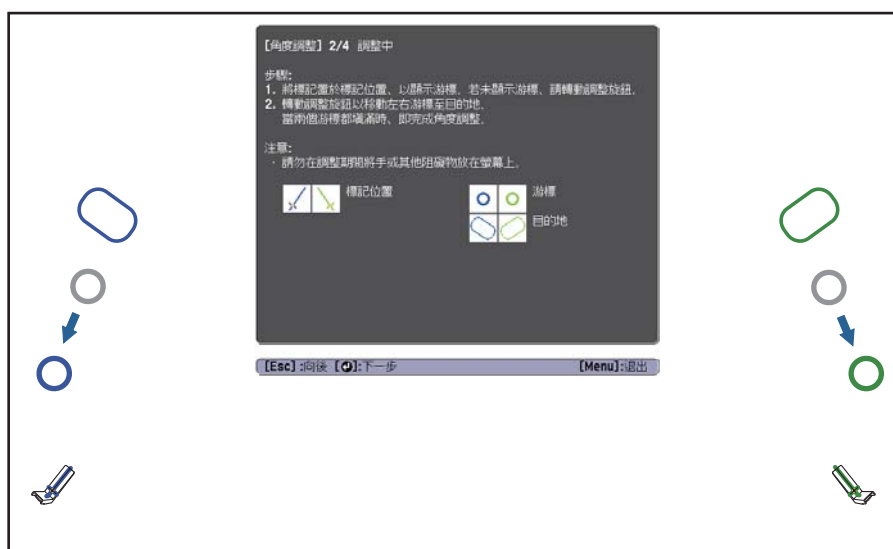 【角度調整】2/4 調整中
步驟:
1. 將標記置於標記位置、以顯示游標. 若未顯示游標、請轉動調整旋鈕.
2. 轉動調整旋鈕以移動左右游標至目的地.
當兩個游標都填滿時、即完成角度調整.
注意:
· 請勿在調整期間將手或其他阻礙物放在螢幕上.
標記位置
游標
目的地
[Esc] :向後 [⏎]:下一步 [Menu]:退出